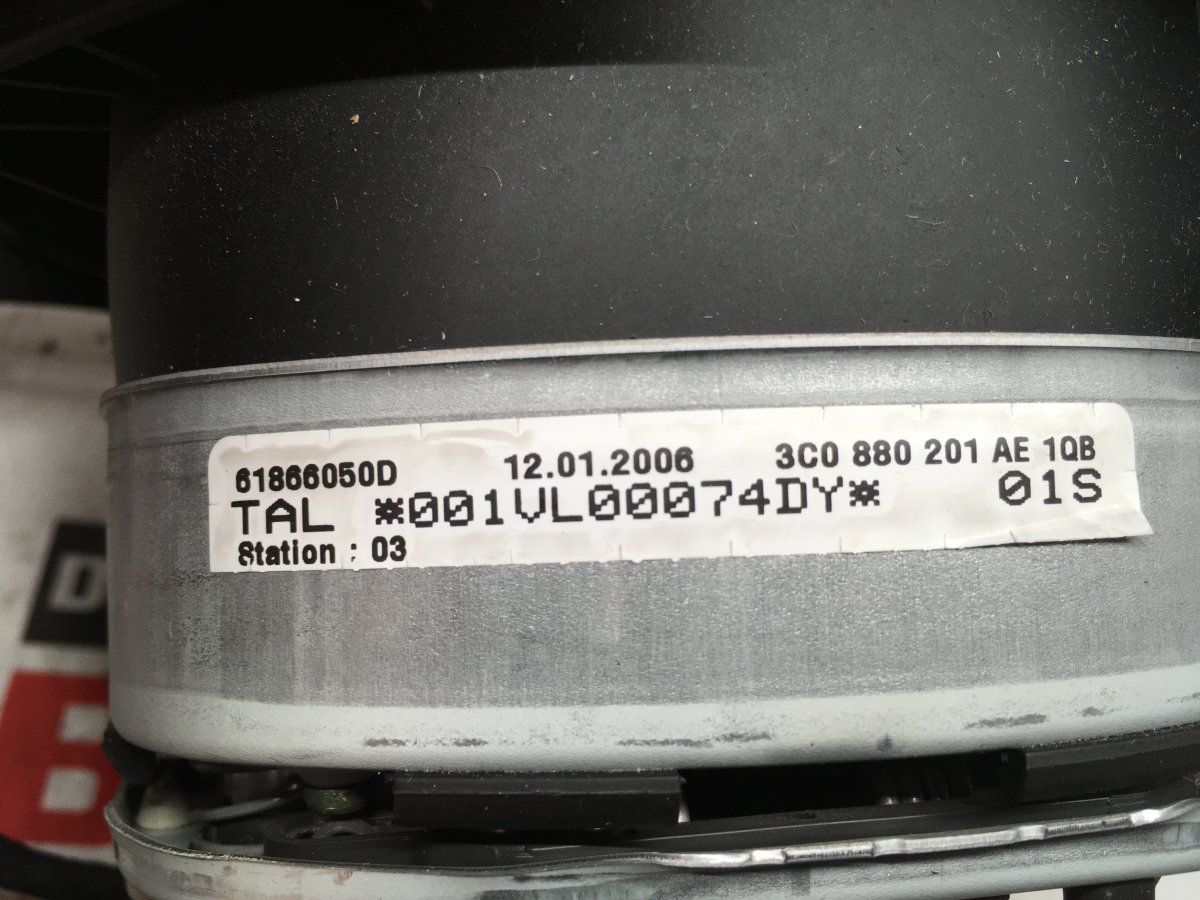 61866050D 12.01.2006 3C0 880 201 AE 1QB
TAL *001VL00074DY* 01S
Station : 03
D